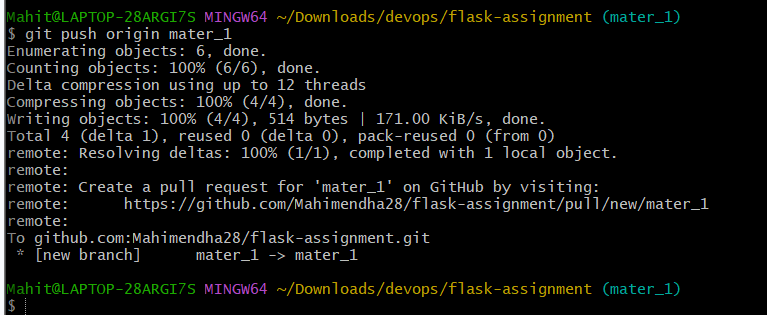 Mahit@LAPTOP-28ARGI7S MINGW64 ~/Downloads/devops/flask-assignment (mater_1)
$ git push origin mater_1
Enumerating objects: 6, done.
Counting objects: 100% (6/6), done.
Delta compression using up to 12 threads
Compressing objects: 100% (4/4), done.
Writing objects: 100% (4/4), 514 bytes | 171.00 KiB/s, done.
Total 4 (delta 1), reused 0 (delta 0), pack-reused 0 (from 0)
remote: Resolving deltas: 100% (1/1), completed with 1 local object.
remote:
remote: Create a pull request for 'mater_1' on GitHub by visiting:
remote:      https://github.com/Mahimendha28/flask-assignment/pull/new/mater_1
remote:
To github.com:Mahimendha28/flask-assignment.git
 * [new branch]      mater_1 -> mater_1
Mahit@LAPTOP-28ARGI7S MINGW64 ~/Downloads/devops/flask-assignment (mater_1)
$